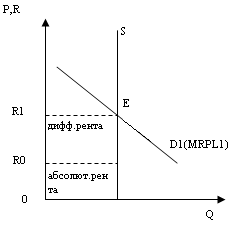 P,R
S
E
R1
дифф.рента
D1(MRPL1)
R0
абсолют.рен
та
0
Q